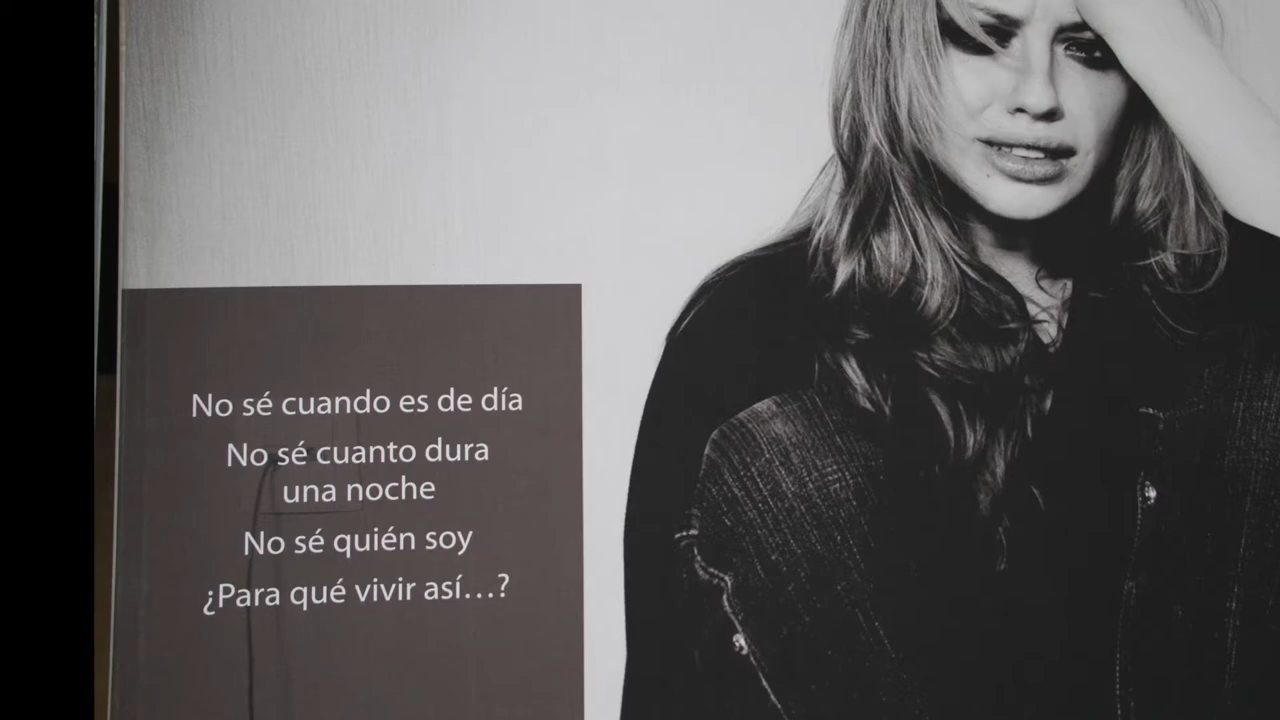 No sé cuando es de día
No sé cuanto dura
una noche
No sé quién soy
¿Para qué vivir así...?